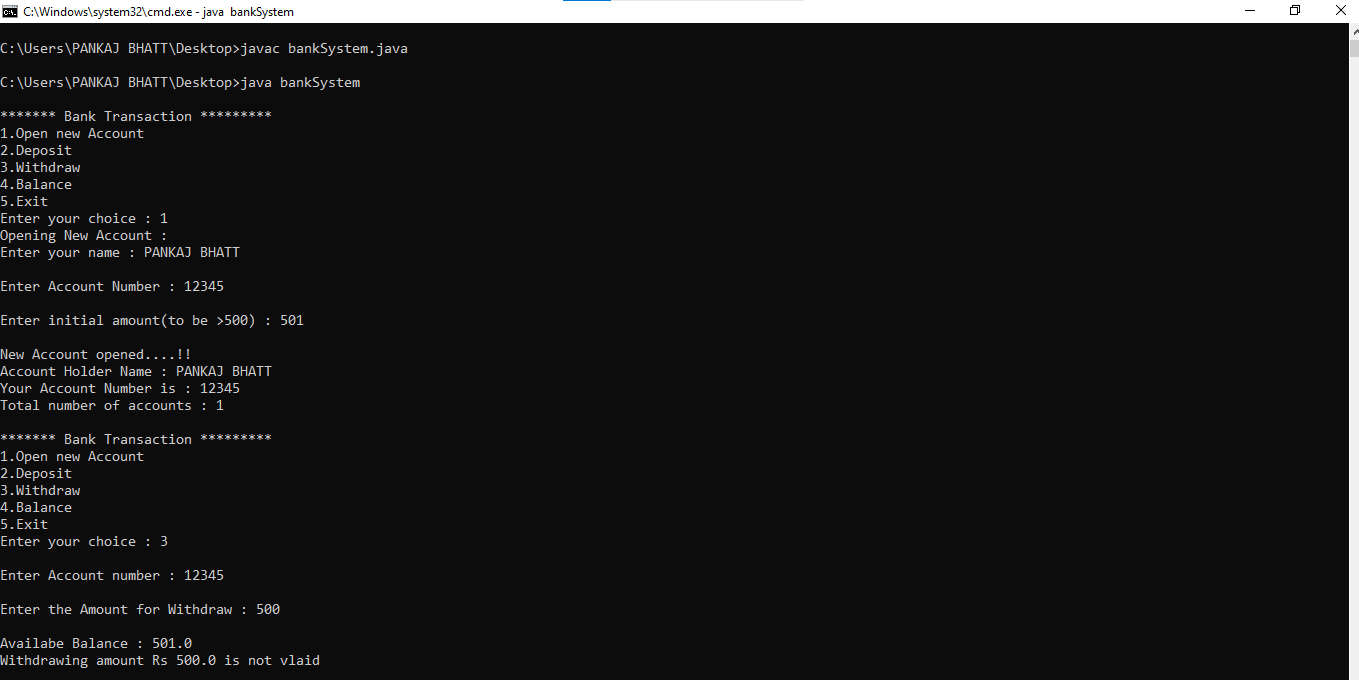 C:\Windows\system32\cmd.exe - java  bankSystem
C:\Users\PANKAJ BHATT\Desktop>javac bankSystem.java
C:\Users\PANKAJ BHATT\Desktop>java bankSystem
******* Bank Transaction *********
1.Open new Account
2.Deposit
3.Withdraw
4.Balance
5.Exit
Enter your choice : 1
Opening New Account :
Enter your name : PANKAJ BHATT
Enter Account Number : 12345
Enter initial amount(to be >500) : 501
New Account opened....!!
Account Holder Name : PANKAJ BHATT
Your Account Number is : 12345
Total number of accounts : 1
******* Bank Transaction *********
1.Open new Account
2.Deposit
3.Withdraw
4.Balance
5.Exit
Enter your choice : 3
Enter Account number : 12345
Enter the Amount for Withdraw : 500
Availabe Balance : 501.0
Withdrawing amount Rs 500.0 is not vlaid